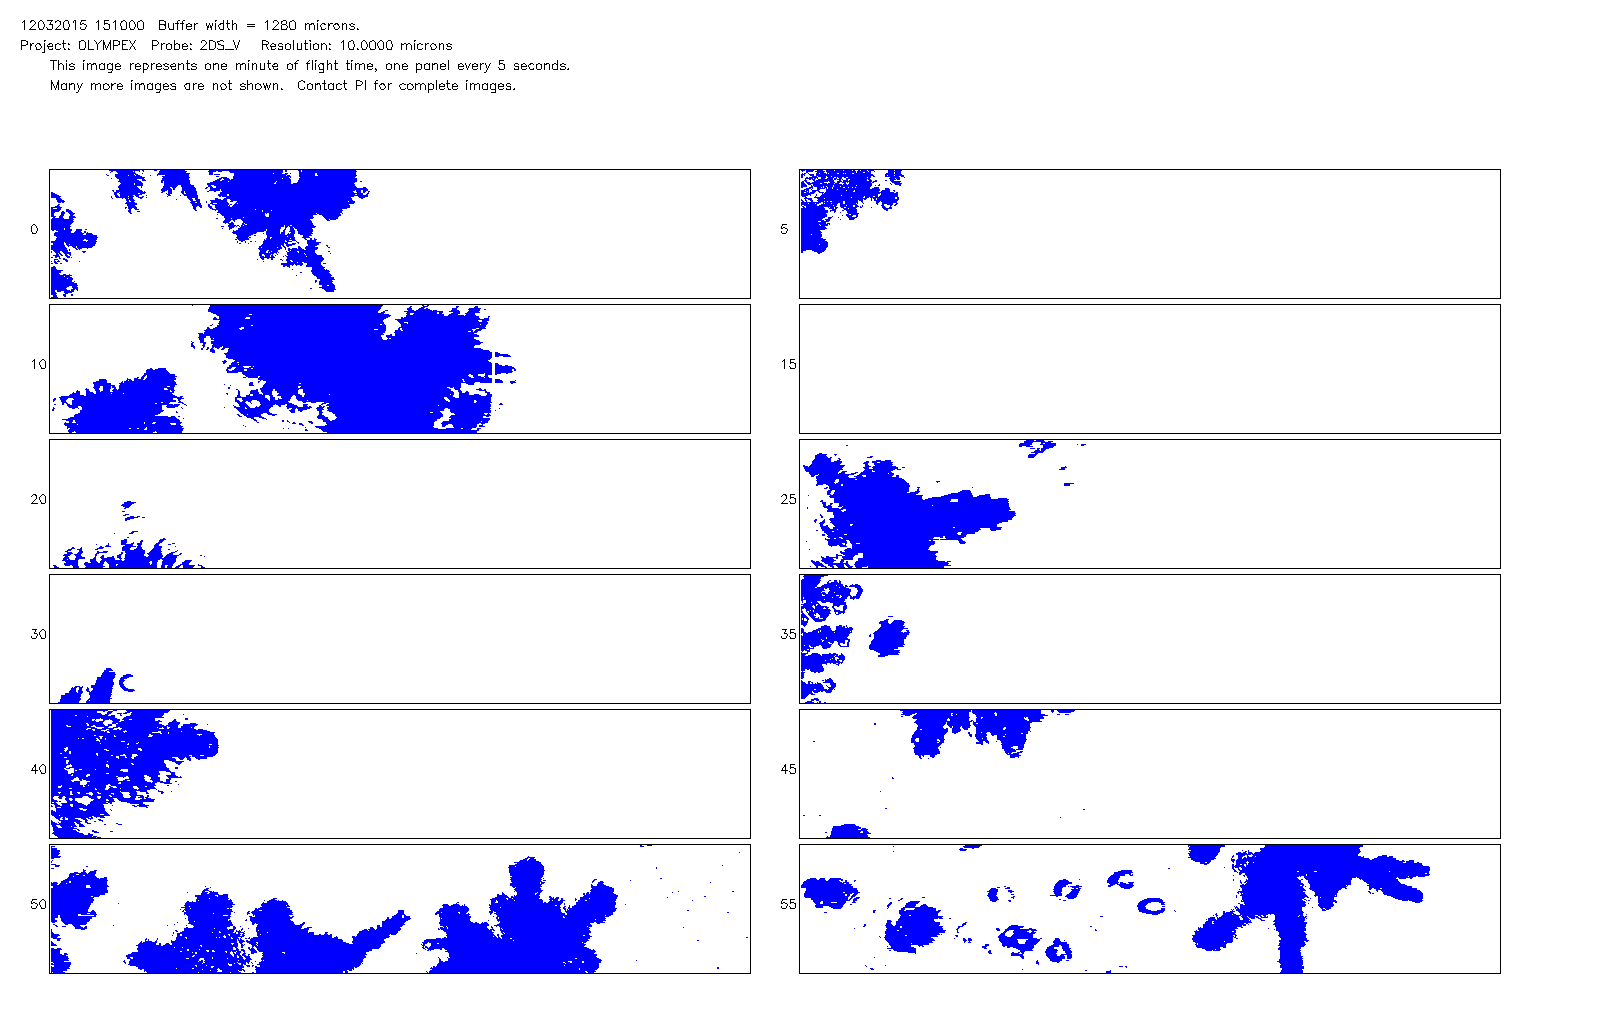 12032015 151000 Buffer width = 1280 microns.
Project: OLYMPEX Probe: 2DS_V Resolution: 10.0000 microns
This image represents one minute of flight time, one panel every 5 seconds.
Many more images are not shown. Contact PI for complete images.
0 5
10 15
20 25
30 35
40 45
50 55